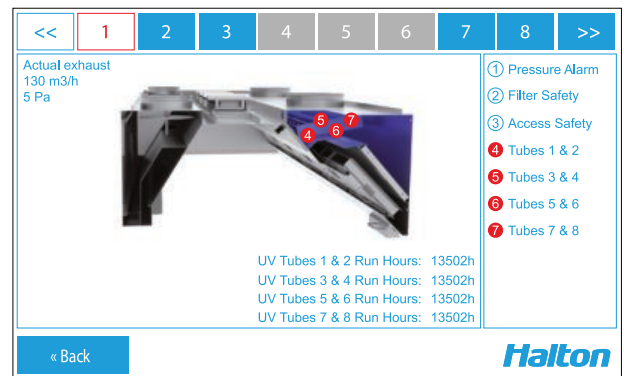 <<
1
2
3
4
5
6
7
8
>>
Actual exhaust
130 m3/h
5 Pa
5
7
4
6
UV Tubes 1 & 2 Run Hours: 13502h
UV Tubes 3 & 4 Run Hours: 13502h
UV Tubes 5 & 6 Run Hours: 13502h
UV Tubes 7 & 8 Run Hours: 13502h
1 Pressure Alarm
2 Filter Safety
3 Access Safety
4 Tubes 1 & 2
5 Tubes 3 & 4
6 Tubes 5 & 6
7 Tubes 7 & 8
« Back
Halton